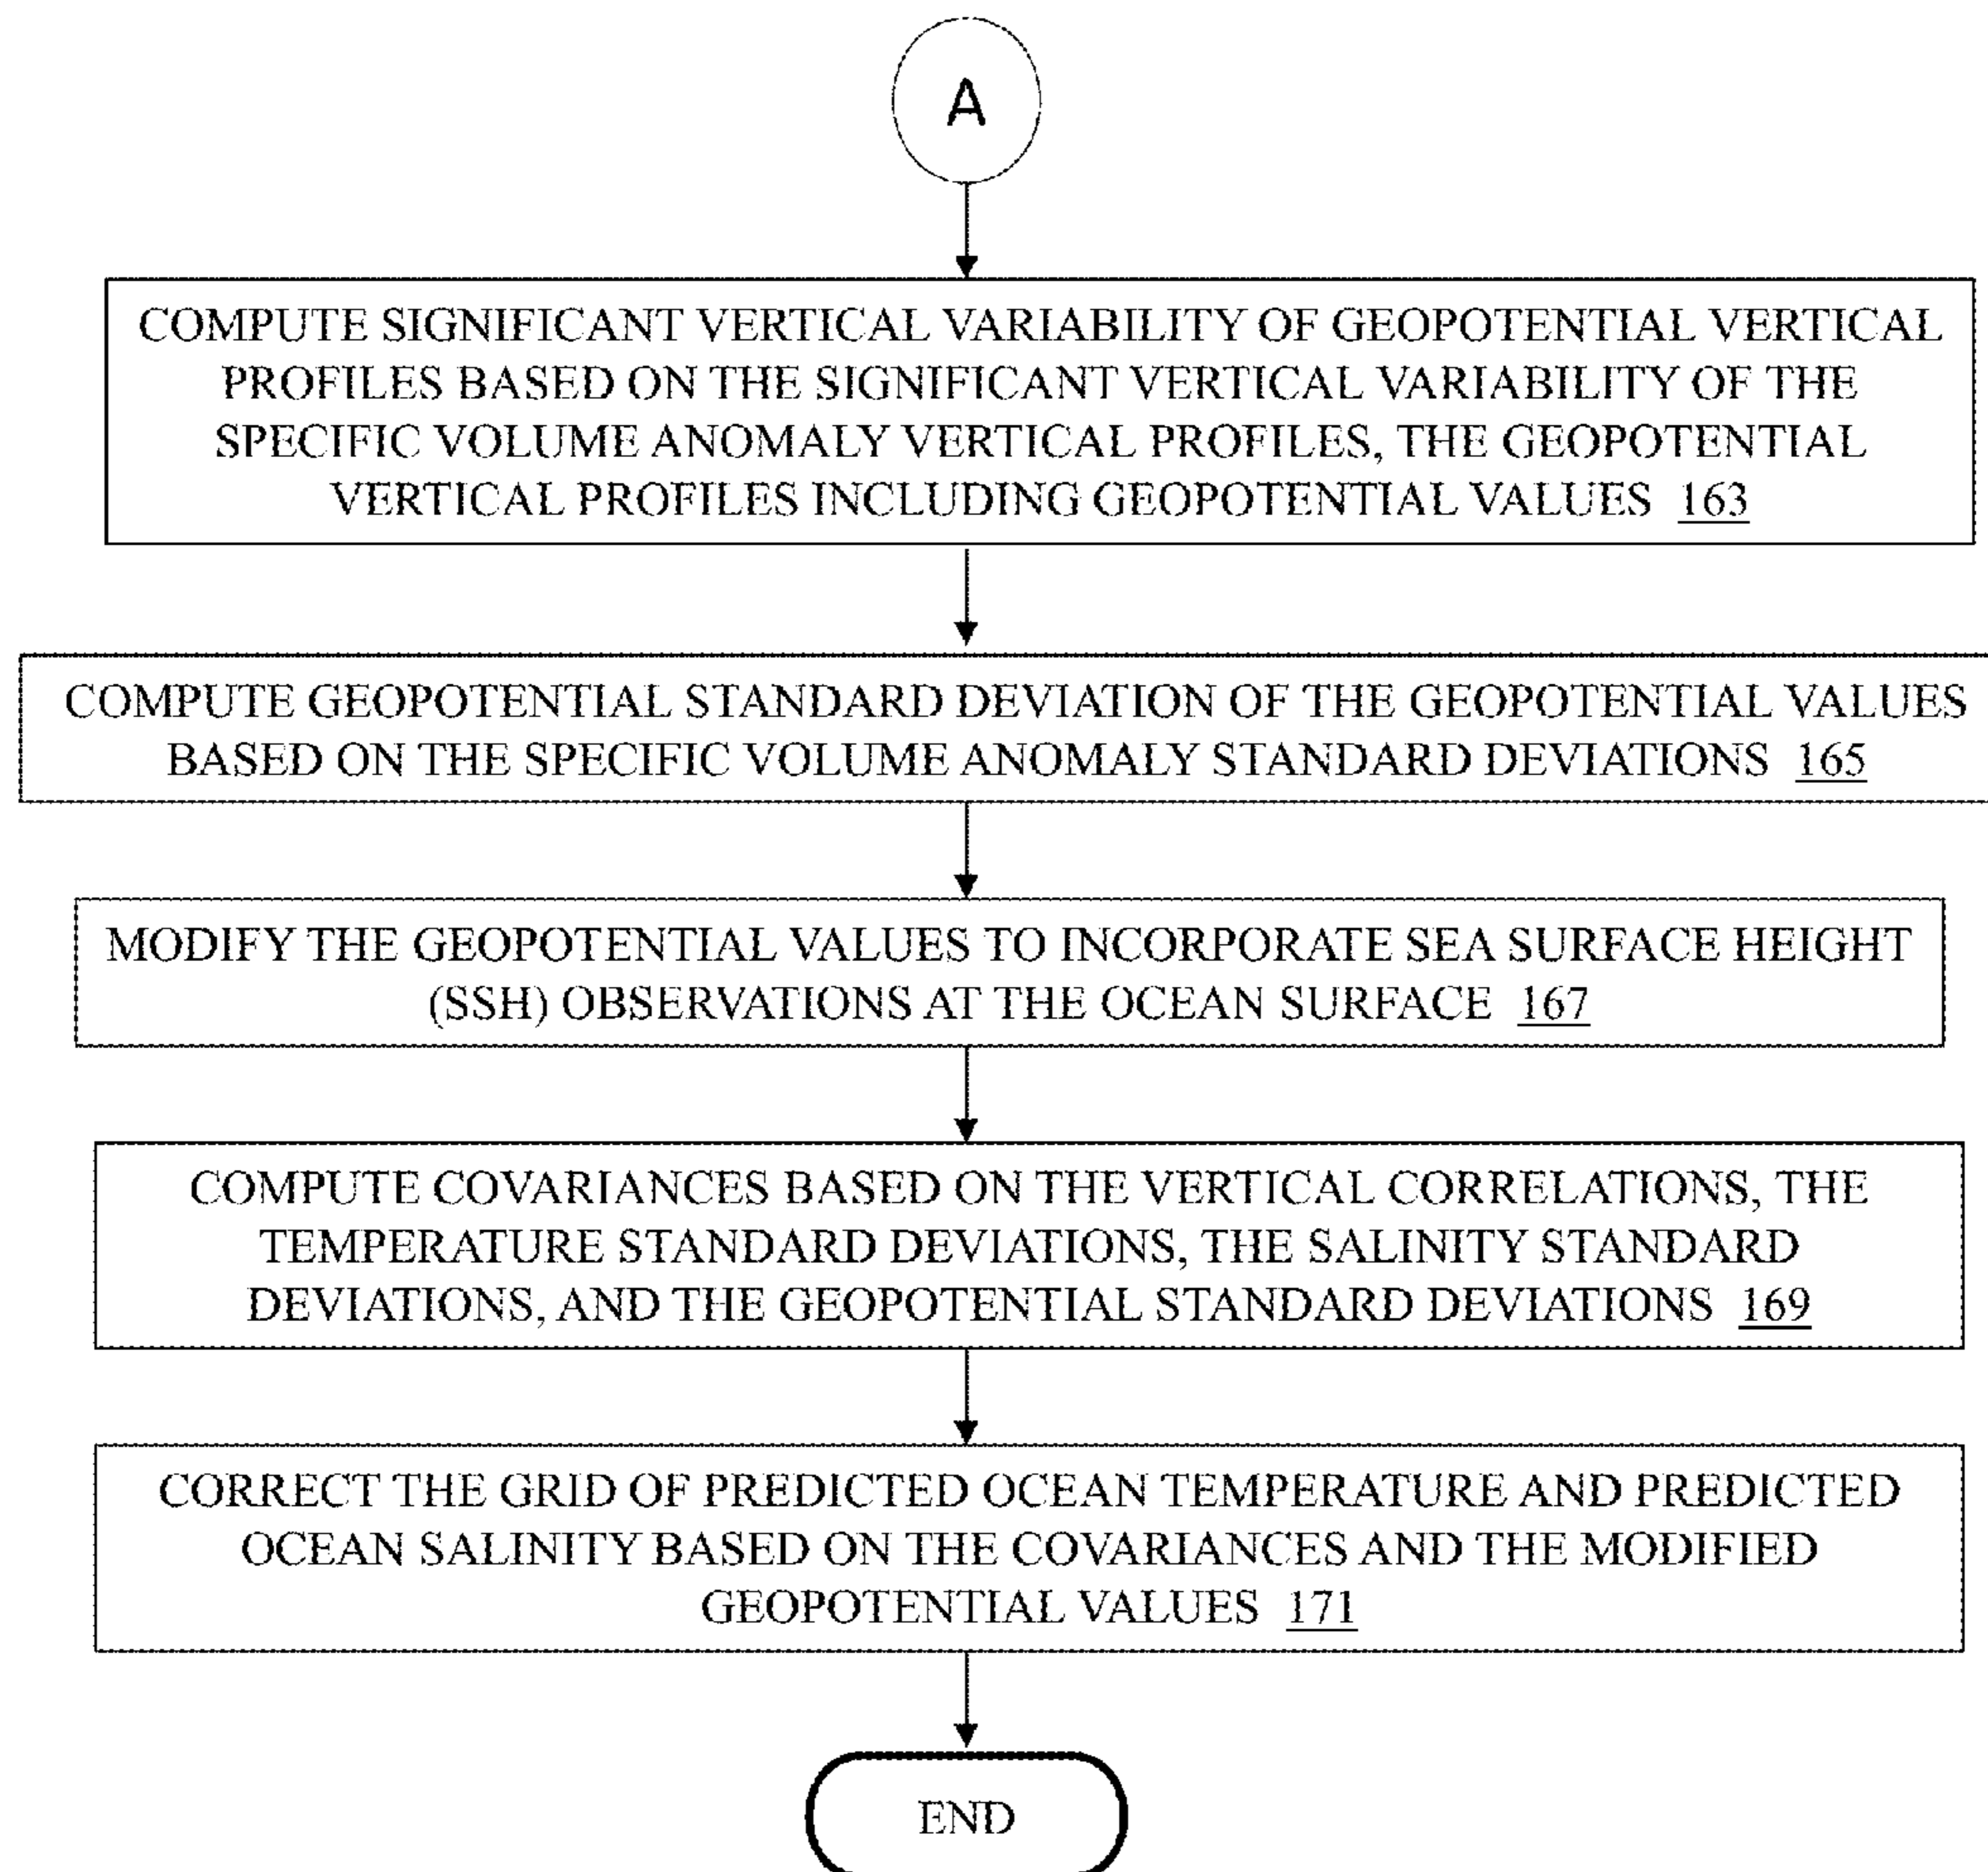 A
COMPUTE SIGNIFICANT VERTICAL VARIABILITY OF GEOPOTENTIAL VERTICAL
PROFILES BASED ON THE SIGNIFICANT VERTICAL VARIABILITY OF THE
SPECIFIC VOLUME ANOMALY VERTICAL PROFILES, THE GEOPOTENTIAL
VERTICAL PROFILES INCLUDING GEOPOTENTIAL VALUES 163
COMPUTE GEOPOTENTIAL STANDARD DEVIATION OF THE GEOPOTENTIAL VALUES
BASED ON THE SPECIFIC VOLUME ANOMALY STANDARD DEVIATIONS 165
MODIFY THE GEOPOTENTIAL VALUES TO INCORPORATE SEA SURFACE HEIGHT
(SSH) OBSERVATIONS AT THE OCEAN SURFACE 167
COMPUTE COVARIANCES BASED ON THE VERTICAL CORRELATIONS, THE
TEMPERATURE STANDARD DEVIATIONS, THE SALINITY STANDARD
DEVIATIONS, AND THE GEOPOTENTIAL STANDARD DEVIATIONS 169
CORRECT THE GRID OF PREDICTED OCEAN TEMPERATURE AND PREDICTED
OCEAN SALINITY BASED ON THE COVARIANCES AND THE MODIFIED
GEOPOTENTIAL VALUES 171
END